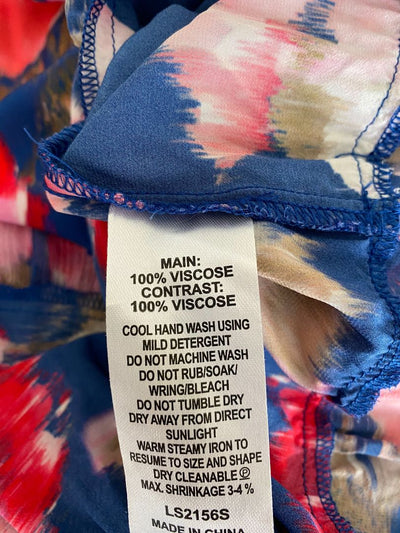 MAIN:
100% VISCOSE
CONTRAST:
100% VISCOSE
COOL HAND WASH USING
MILD DETERGENT
DO NOT MACHINE WASH
DO NOT RUB/SOAK/
WRING/BLEACH
DO NOT TUMBLE DRY
DRY AWAY FROM DIRECT
SUNLIGHT
WARM STEAMY IRON TO
RESUME TO SIZE AND SHAPE
DRY CLEANABLE Ⓟ
MAX. SHRINKAGE 3-4 %
LS2156S
MADE IN CHINA